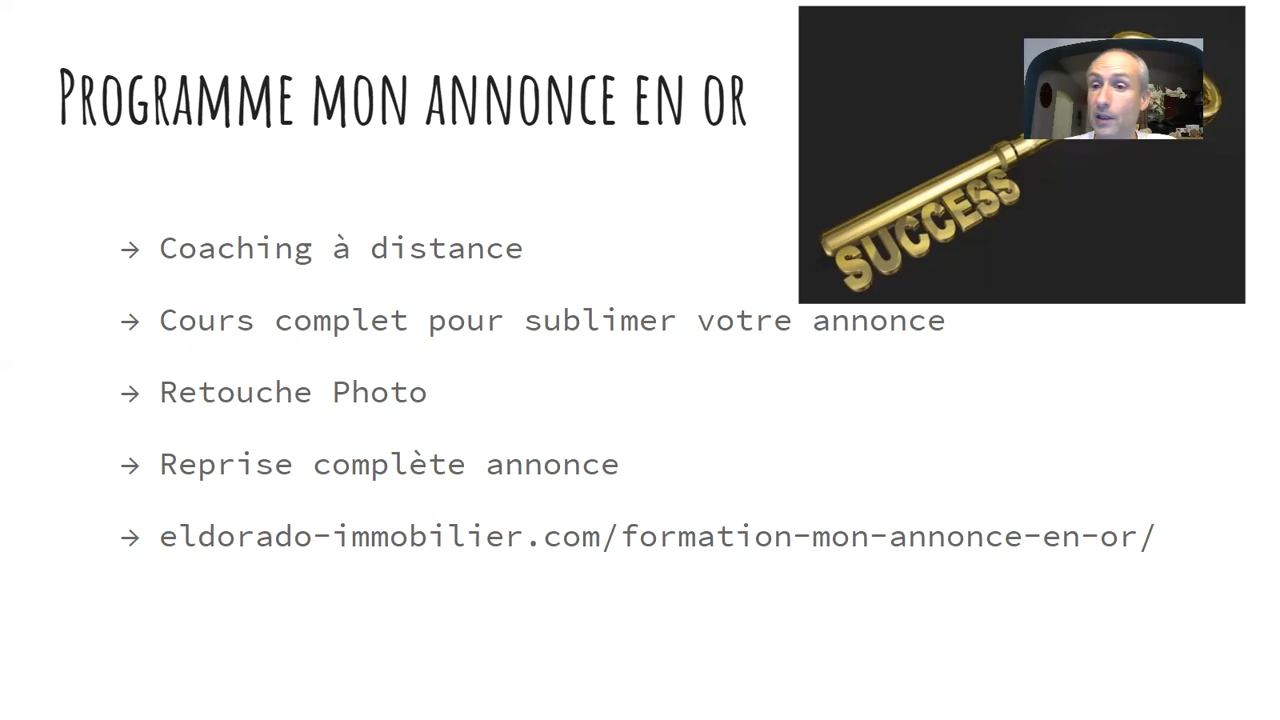 Programme mon annonce en or
SUCCESS
→ Coaching à distance
→ Cours complet pour sublimer votre annonce
→ Retouche Photo
→ Reprise complète annonce
→ eldorado-immobilier.com/formation-mon-annonce-en-or/